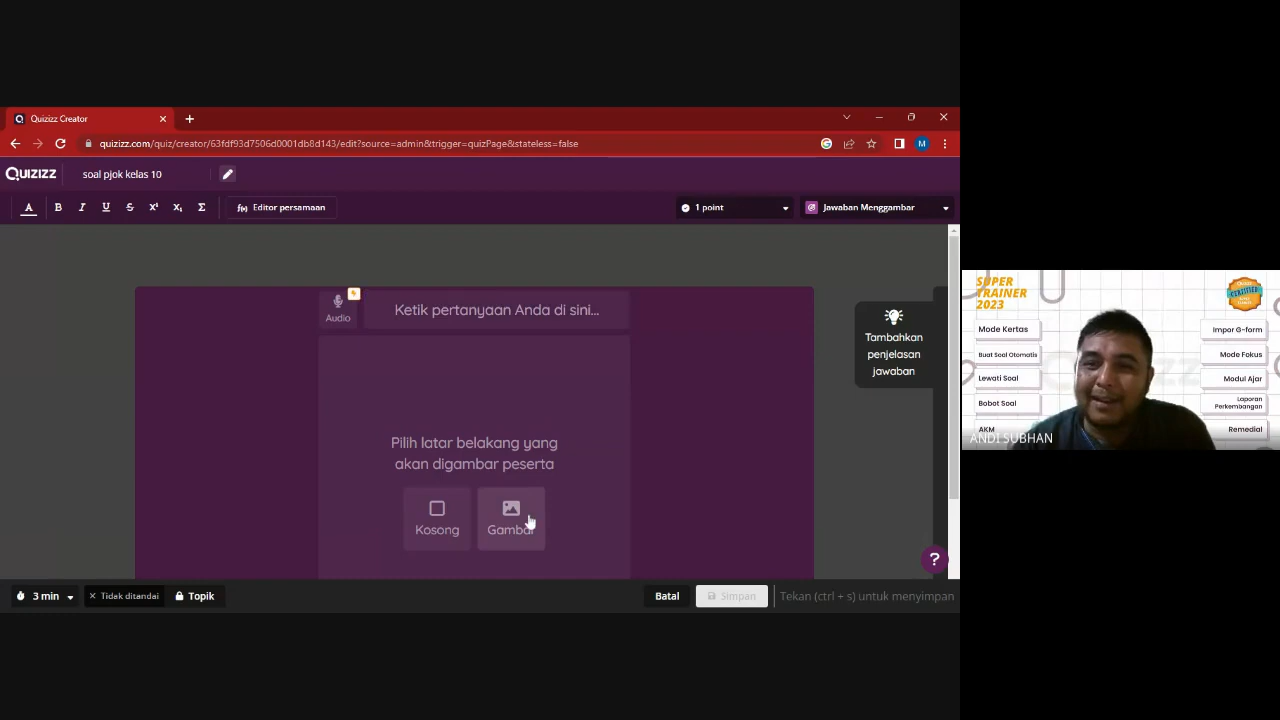 Quizizz Creator
quizizz.com/quiz/creator/63fdf93d7506d0001db8d143/edit?source=admin&trigger=quizPage&stateless=false
M
QUIZIZZ
soal pjok kelas 10
A B I U S X² X₂ Σ
f(x) Editor persamaan
1 point
Jawaban Menggambar
Audio
Ketik pertanyaan Anda di sini...
Tambahkan
penjelasan
jawaban
Pilih latar belakang yang
akan digambar peserta
Kosong
Gambar
?
3 min
Tidak ditandai
Topik
Batal
Simpan
Tekan (ctrl + s) untuk menyimpan
SUPER
TRAINER
2023
CERTIFIED
Mode Kertas
Buat Soal Otomatis
Lewati Soal
Bobot Soal
AKM
Impor G-form
Mode Fokus
Modul Ajar
Laporan
Perkembangan
Remedial
ANDI SUBHAN